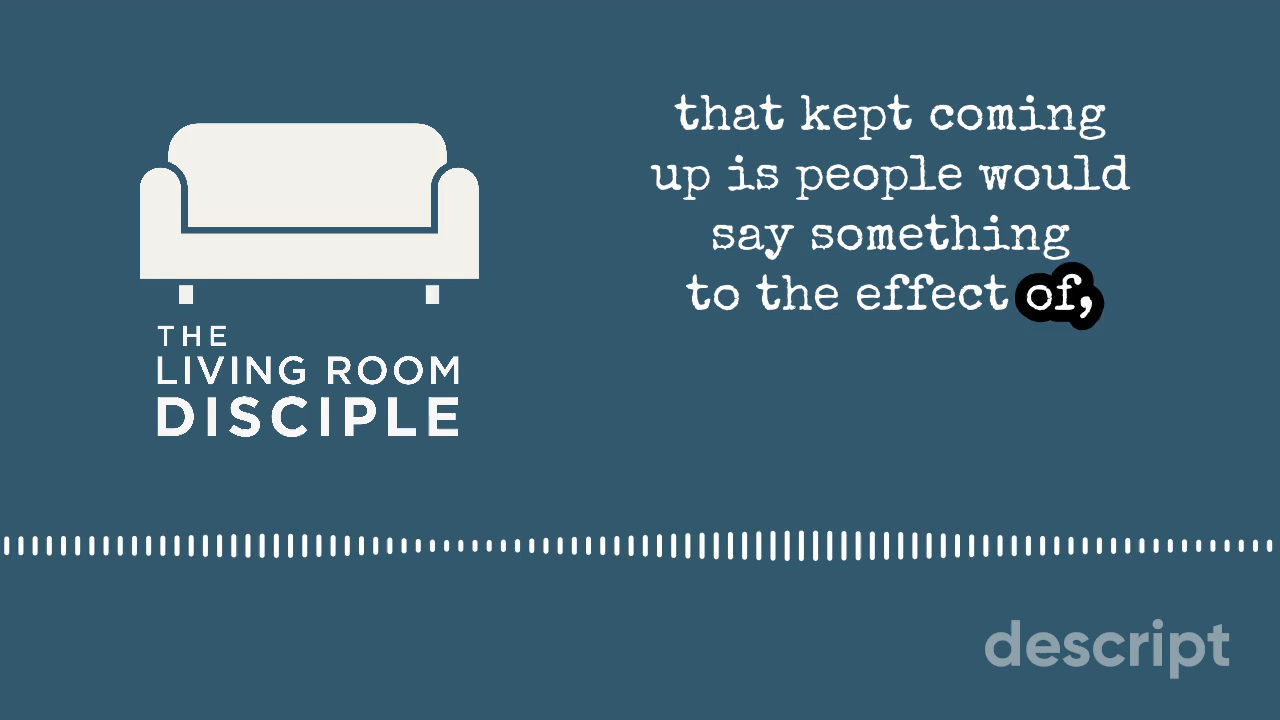 THE
LIVING ROOM
DISCIPLE
that kept coming
up is people would
say something
to the effect of,
descript